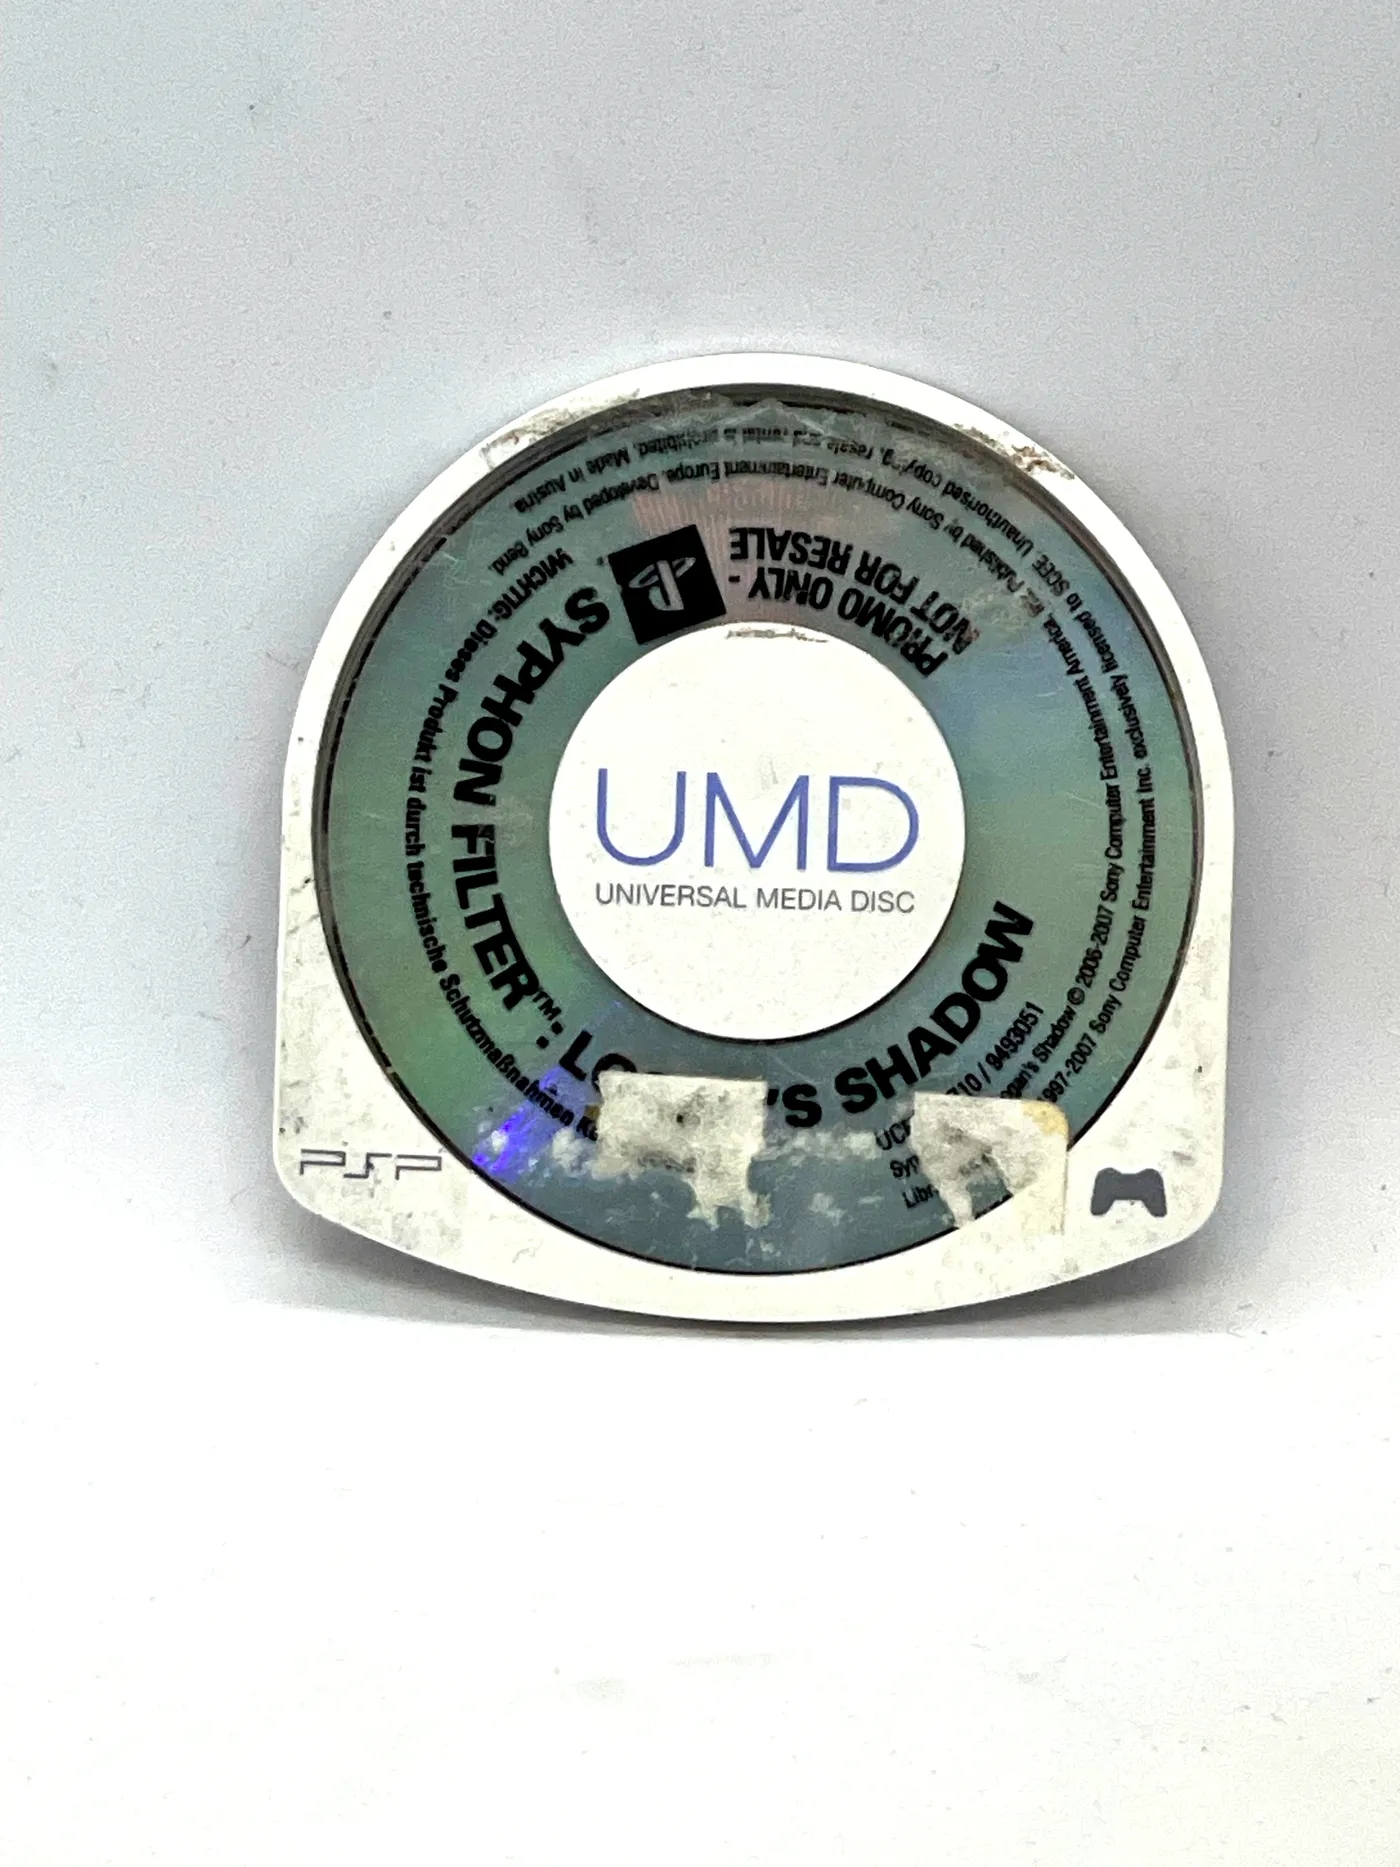 UMD
UNIVERSAL MEDIA DISC
SYPHON FILTER™: 'S SHADOW
PROMO ONLY -
NOT FOR RESALE
WICHTIG: Dieses Produkt ist durch technische Schutzmaßnahmen
710 / 9493051
gan's Shadow © 2006-2007 Sony Computer Entertainment America, Inc. Published by Sony Computer Entertainment Europe. Developed by Sony Bend.
1997-2007 Sony Computer Entertainment Inc. exclusively licensed to SCEE. Unauthorised copying, resale and rental is prohibited. Made in Austria.
PSP